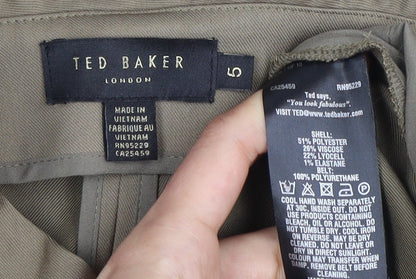 TED BAKER
LONDON
5
MADE IN
VIETNAM
FABRIQUE AU
VIETNAM
RN95229
CA25459
CA25459 RN95229
Ted says,
"You look fabulous".
VISIT TED@www.tedbaker.com
SHELL:
51% POLYESTER
26% VISCOSE
22% LYOCELL
1% ELASTANE
BELT:
100% POLYURETHANE
COOL HAND WASH SEPARATELY
AT 30C. INSIDE OUT. DO NOT
USE PRODUCTS CONTAINING
BLEACH, OIL OR ALCOHOL. DO
NOT TUMBLE DRY. COOL IRON
ON REVERSE. MAY BE DRY
CLEANED. DO NOT LEAVE OR
DRY IN DIRECT SUNLIGHT.
COLOUR MAY TRANSFER WHEN
DAMP. REMOVE BELT BEFORE
CLEANING